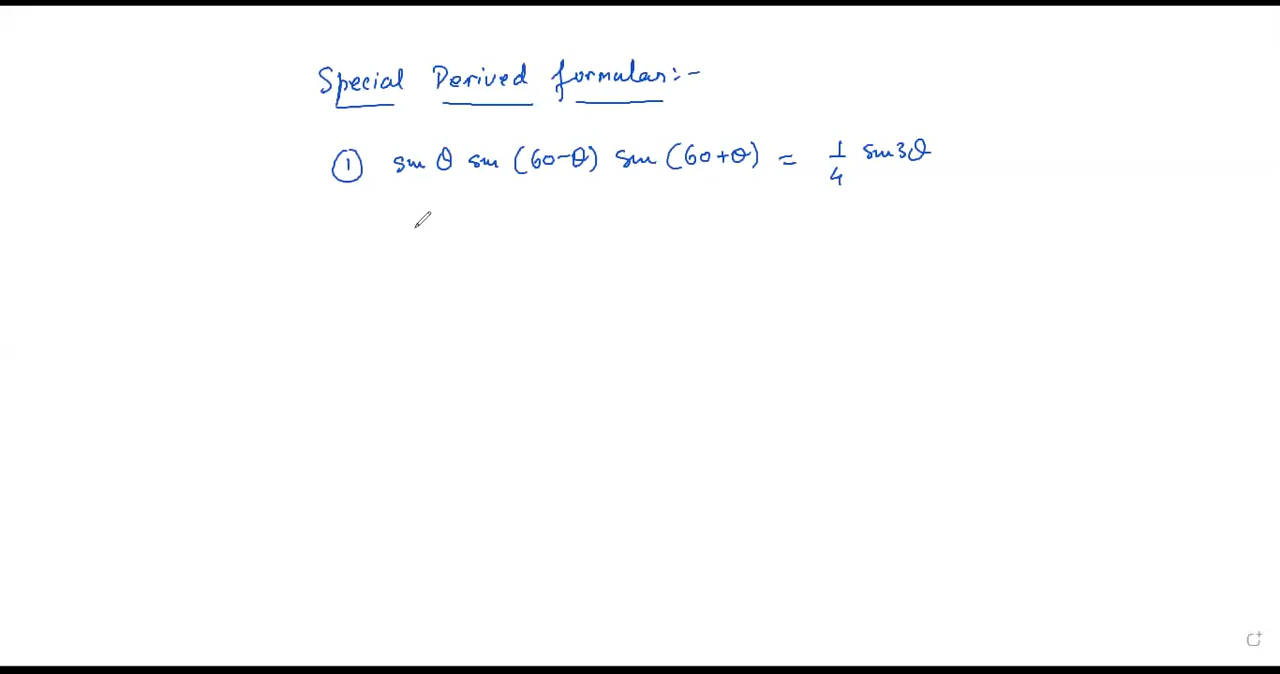 Special Derived formulas:-
① sin θ sin (60-θ) sin (60+θ) = 1/4 sin3θ